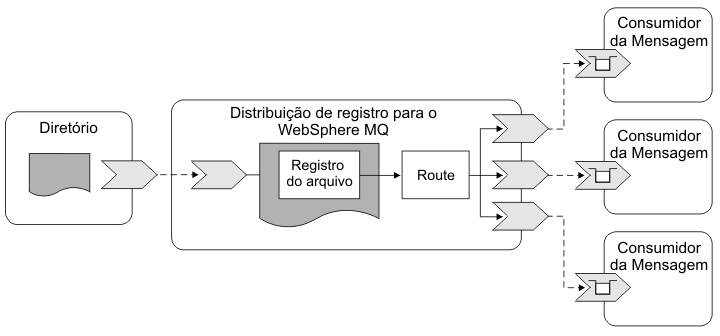 Diretório
Distribuição de registro para o
WebSphere MQ
Registro
do arquivo
Route
Consumidor
da Mensagem
Consumidor
da Mensagem
Consumidor
da Mensagem